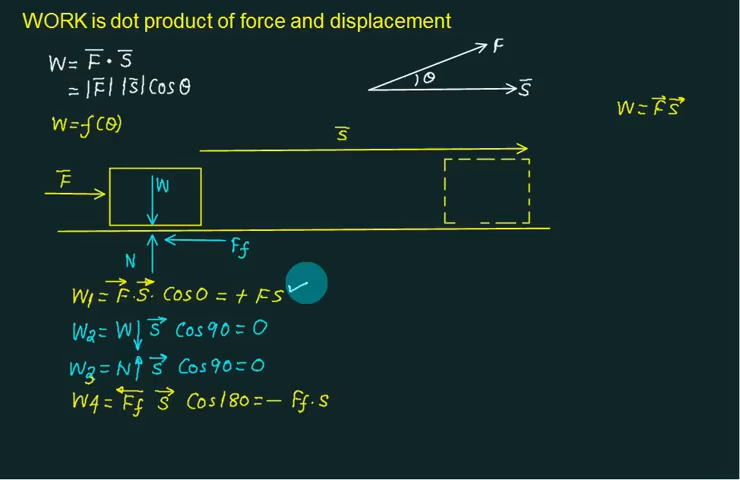 WORK is dot product of force and displacement
W = F̅ · S̅
= |F̅| |S̅| Cos θ
F
θ
S̅
W = f(θ)
W = F⃗ S⃗
S̅
F̅
W
N
Ff
W1 = F⃗ · S⃗ · Cos 0 = + FS ✓
W2 = W↓ S⃗ Cos 90 = 0
W3 = N↑ S⃗ Cos 90 = 0
W4 = F⃖f S⃗ Cos 180 = − Ff · S